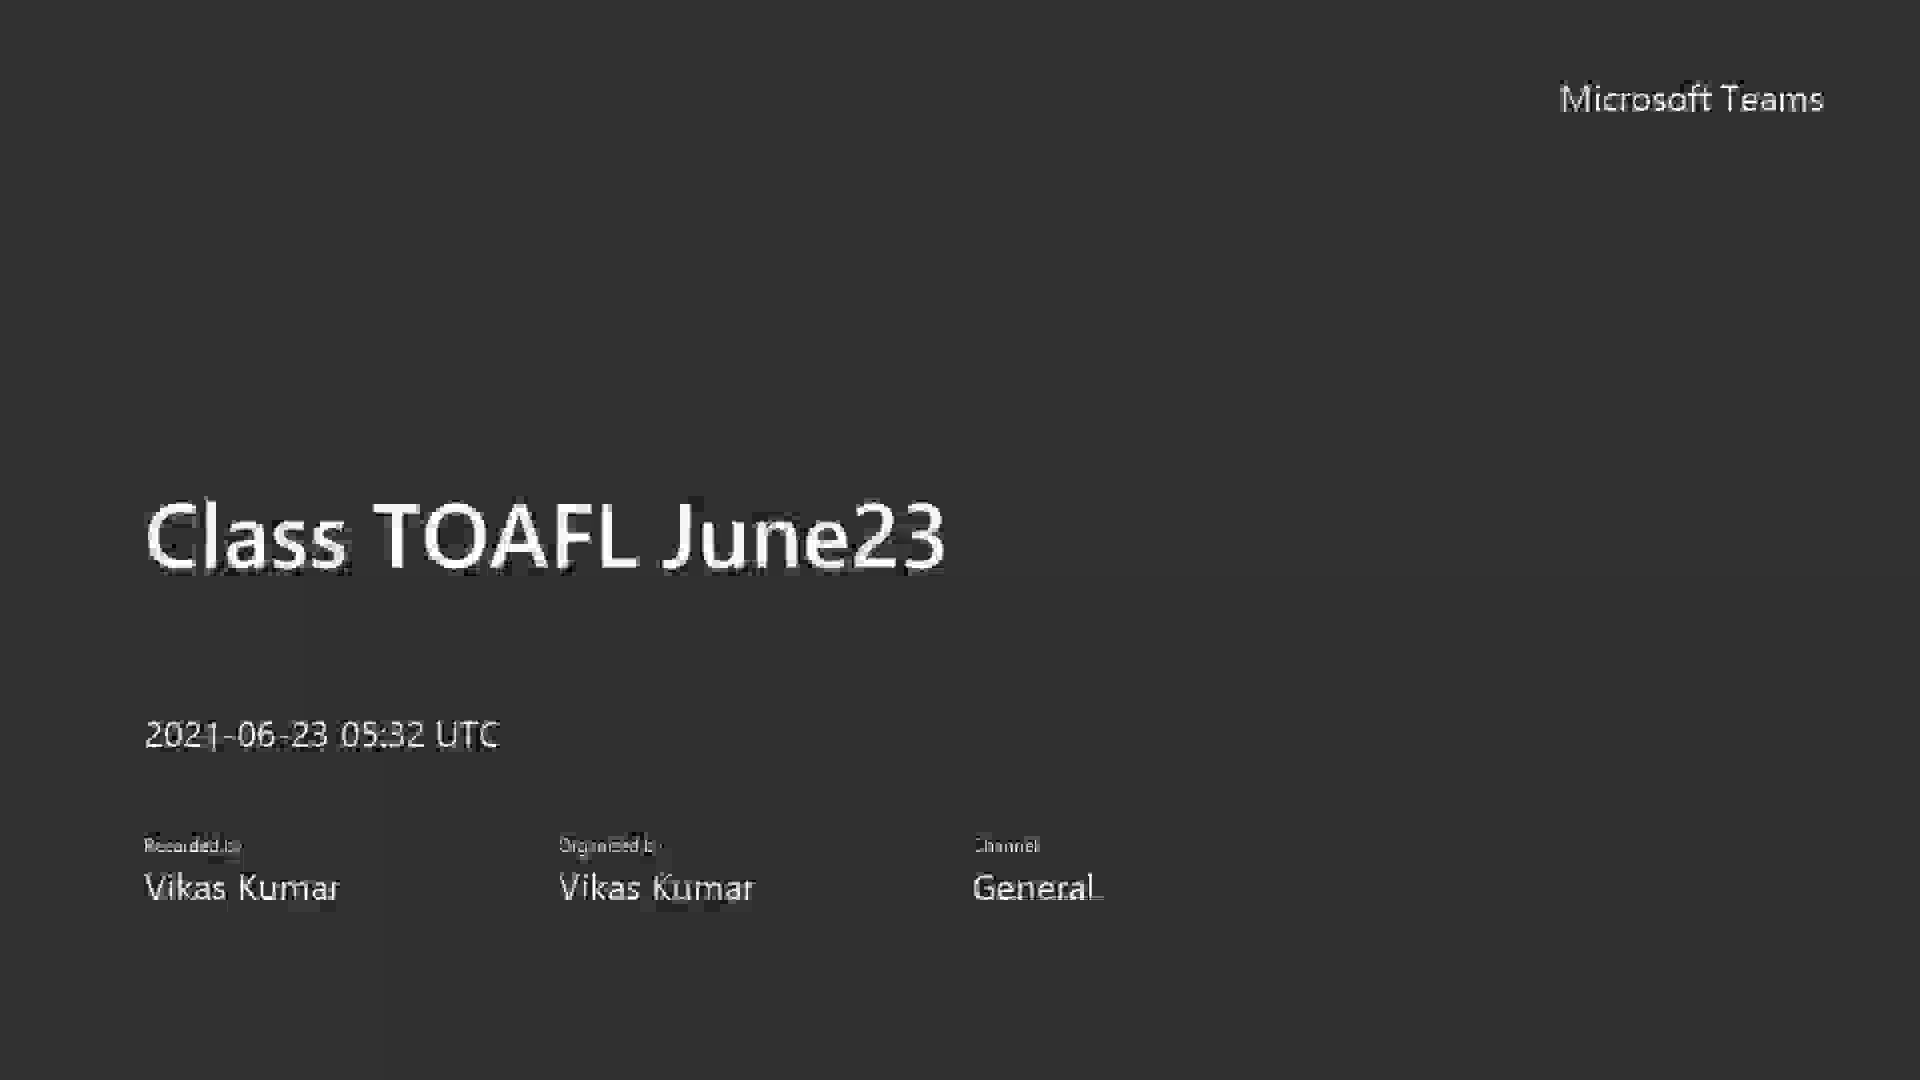 Microsoft Teams
Class TOAFL June23
2021-06-23 05:32 UTC
Recorded by
Organized by
Channel
Vikas Kumar
Vikas Kumar
General